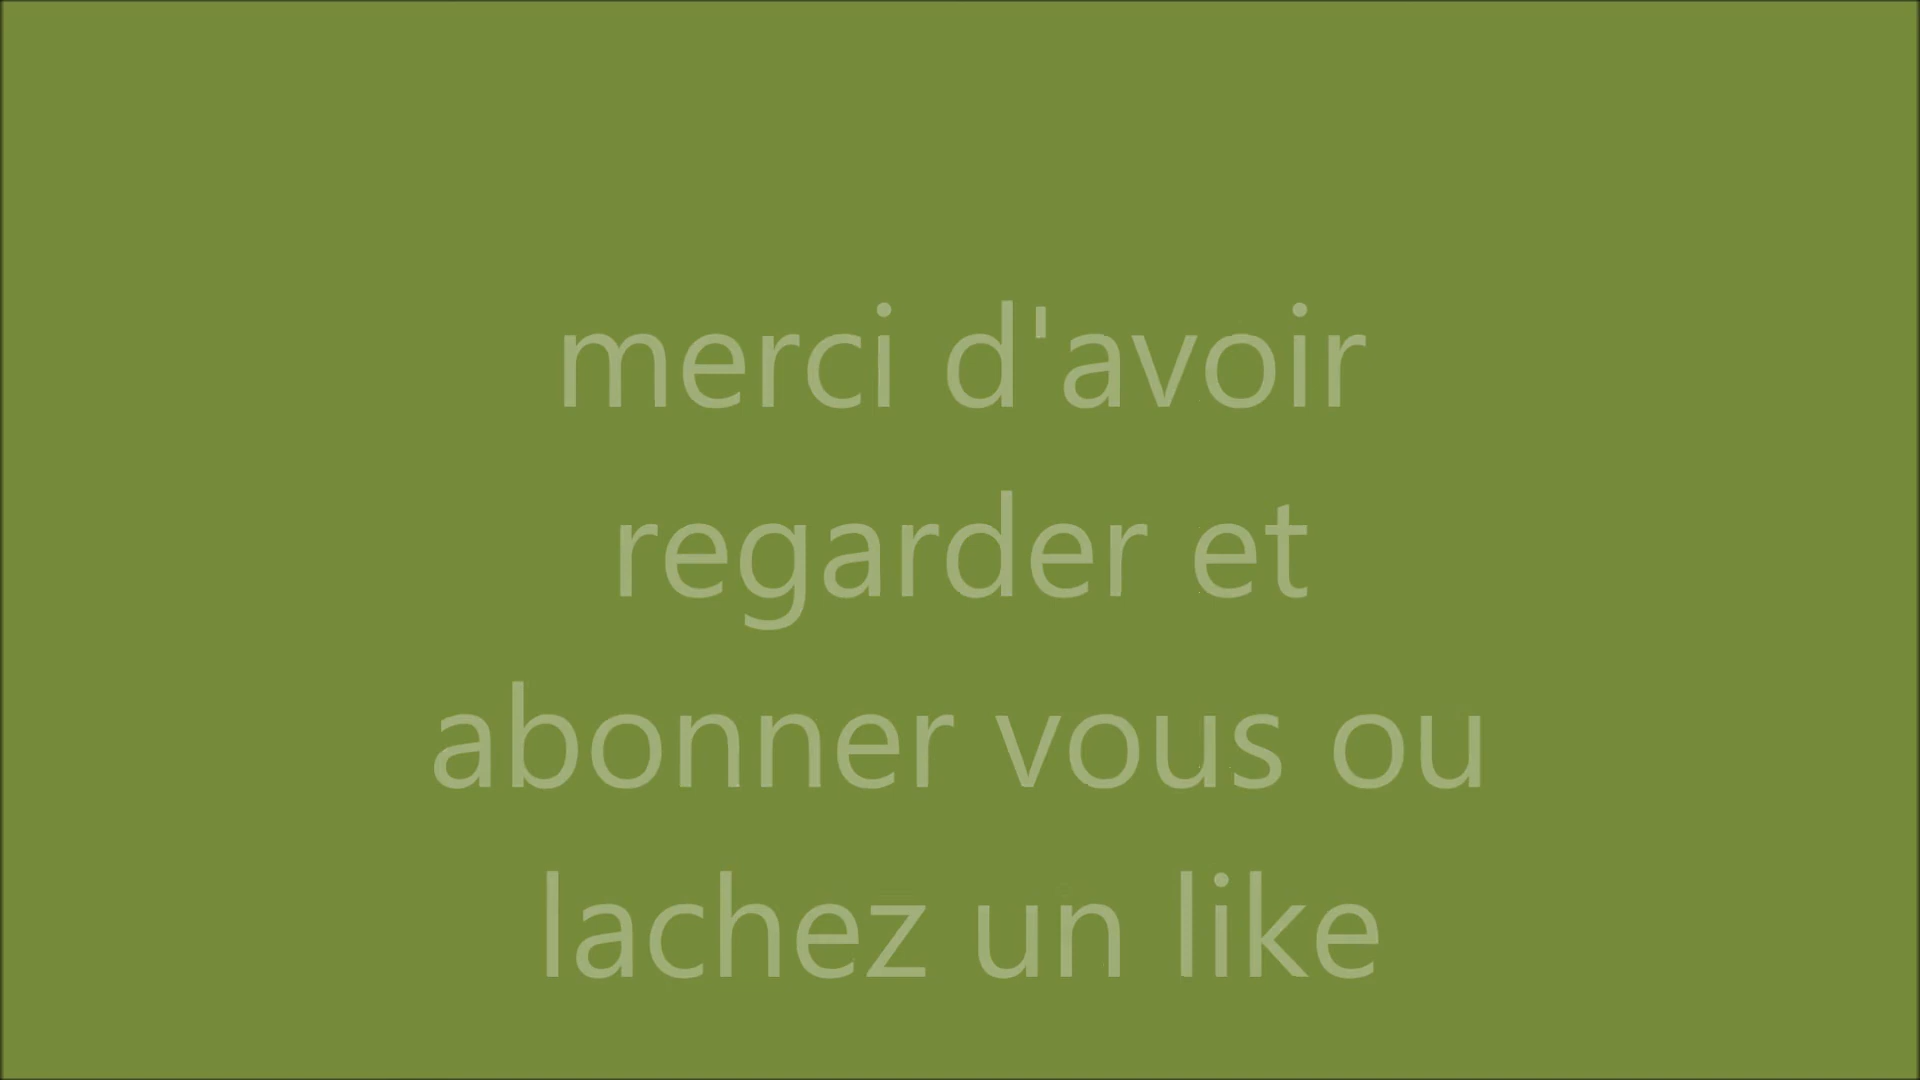 merci d'avoir
regarder et
abonner vous ou
lachez un like